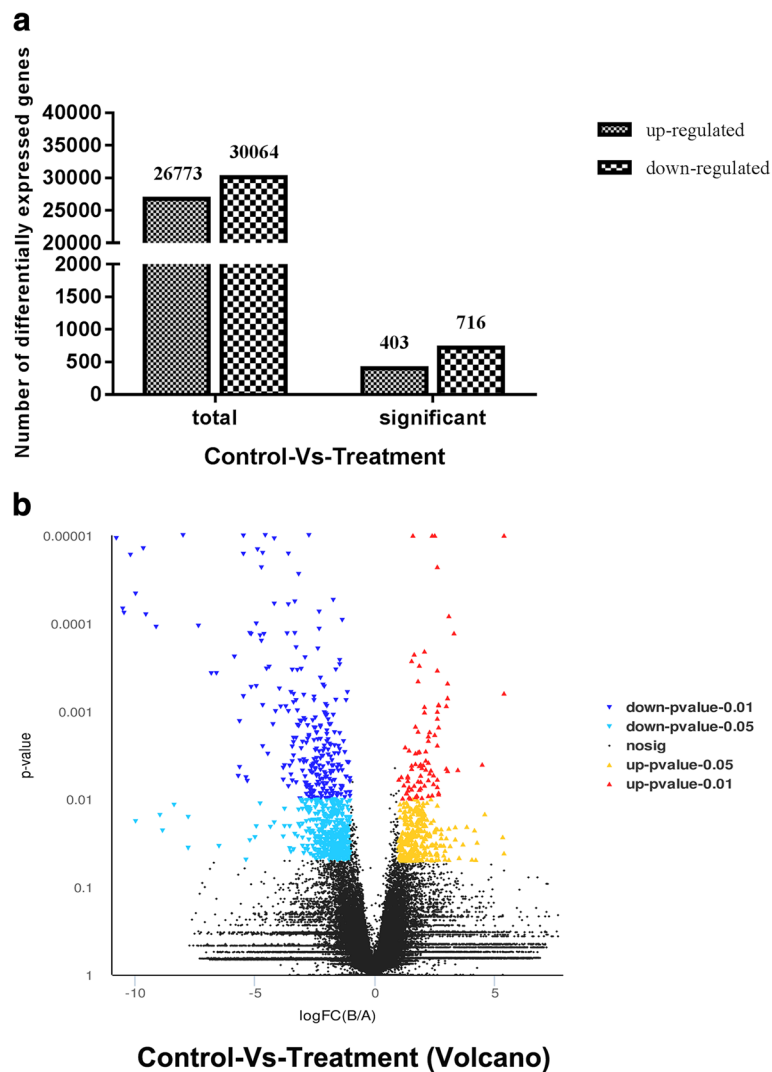 a
Number of differentially expressed genes
40000
35000
30000
25000
20000
2000
1500
1000
500
0
26773
30064
403
716
total
significant
Control-Vs-Treatment
up-regulated
down-regulated
b
p-value
0.00001
0.0001
0.001
0.01
0.1
1
-10
-5
0
5
logFC(B/A)
down-pvalue-0.01
down-pvalue-0.05
nosig
up-pvalue-0.05
up-pvalue-0.01
Control-Vs-Treatment (Volcano)